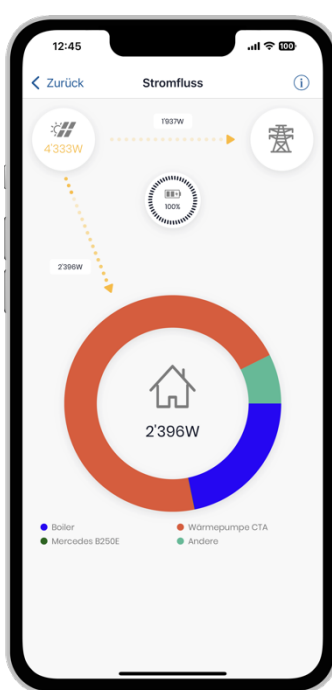 12:45
100
Zurück
Stromfluss
1'937W
4'333W
100%
2'396W
2'396W
Boiler
Wärmepumpe CTA
Mercedes B250E
Andere